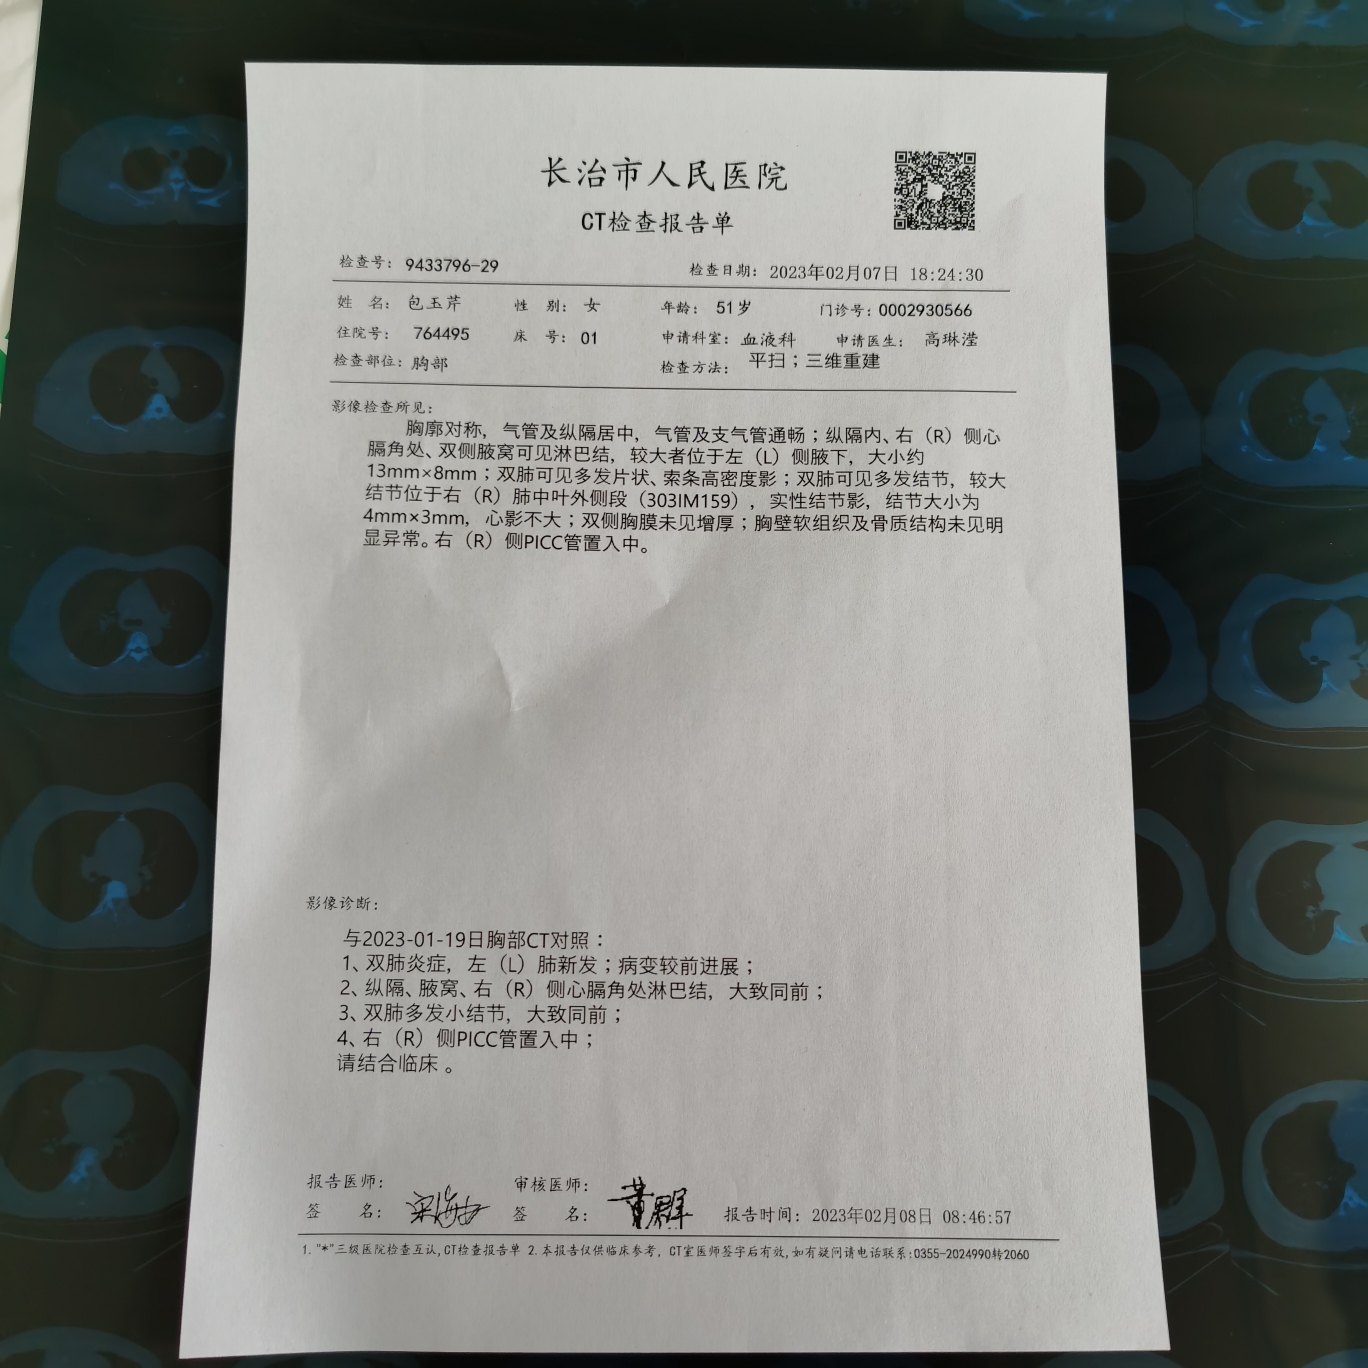 长治市人民医院
CT检查报告单
检查号: 9433796-29 检查日期: 2023年02月07日 18:24:30
姓 名: 包玉芹 性 别: 女 年龄: 51岁 门诊号: 0002930566
住院号: 764495 床 号: 01 申请科室: 血液科 申请医生: 高琳滢
检查部位: 胸部 检查方法: 平扫；三维重建
影像检查所见:
胸廓对称，气管及纵隔居中，气管及支气管通畅；纵隔内、右（R）侧心
膈角处、双侧腋窝可见淋巴结，较大者位于左（L）侧腋下，大小约
13mm×8mm；双肺可见多发片状、索条高密度影；双肺可见多发结节，较大
结节位于右（R）肺中叶外侧段（303IM159），实性结节影，结节大小为
4mm×3mm，心影不大；双侧胸膜未见增厚；胸壁软组织及骨质结构未见明
显异常。右（R）侧PICC管置入中。
影像诊断:
与2023-01-19日胸部CT对照：
1、双肺炎症，左（L）肺新发；病变较前进展；
2、纵隔、腋窝、右（R）侧心膈角处淋巴结，大致同前；
3、双肺多发小结节，大致同前；
4、右（R）侧PICC管置入中；
请结合临床。
报告医师: 审核医师:
签 名: 签 名: 黄群 报告时间: 2023年02月08日 08:46:57
1."*"三级医院检查互认,CT检查报告单 2.本报告仅供临床参考, CT室医师签字后有效,如有疑问请电话联系:0355-2024990转2060